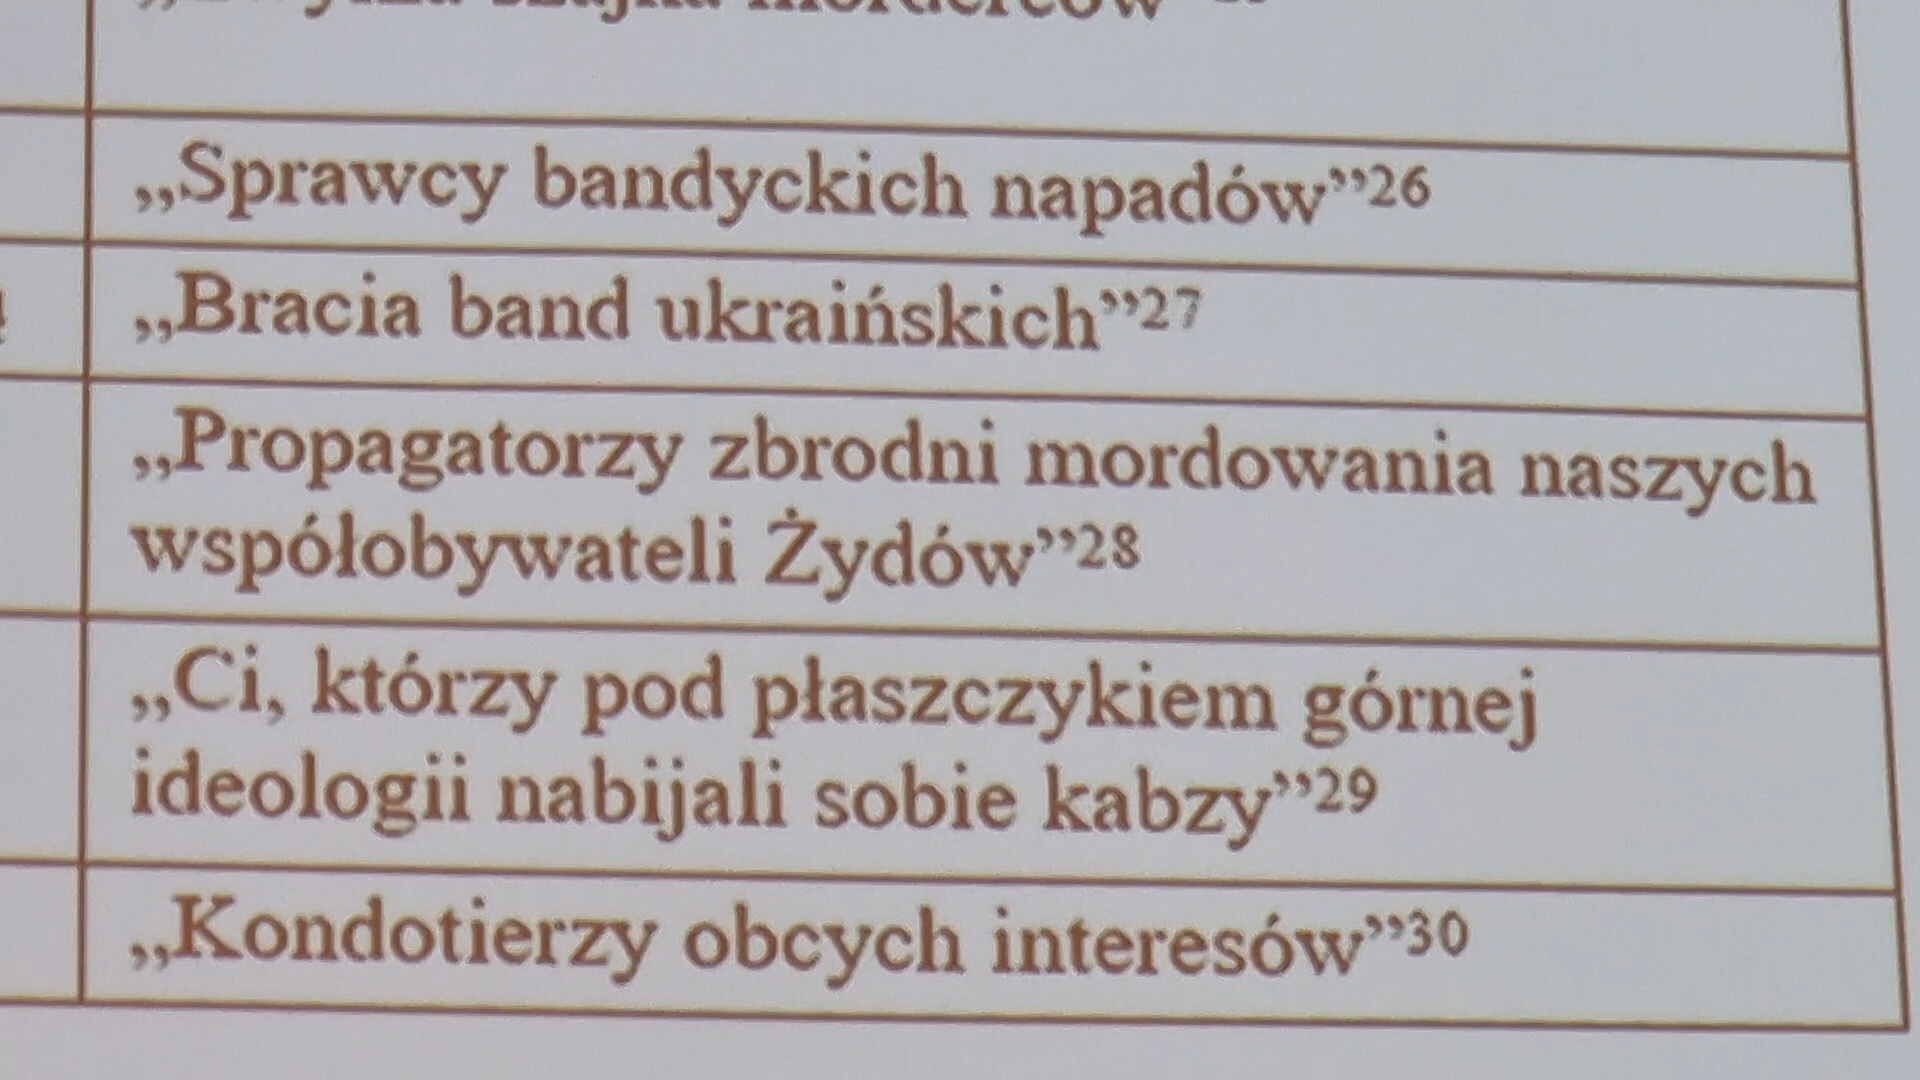 „Sprawcy bandyckich napadów”26
„Bracia band ukraińskich”27
„Propagatorzy zbrodni mordowania naszych
współobywateli Żydów”28
„Ci, którzy pod płaszczykiem górnej
ideologii nabijali sobie kabzy”29
„Kondotierzy obcych interesów”30